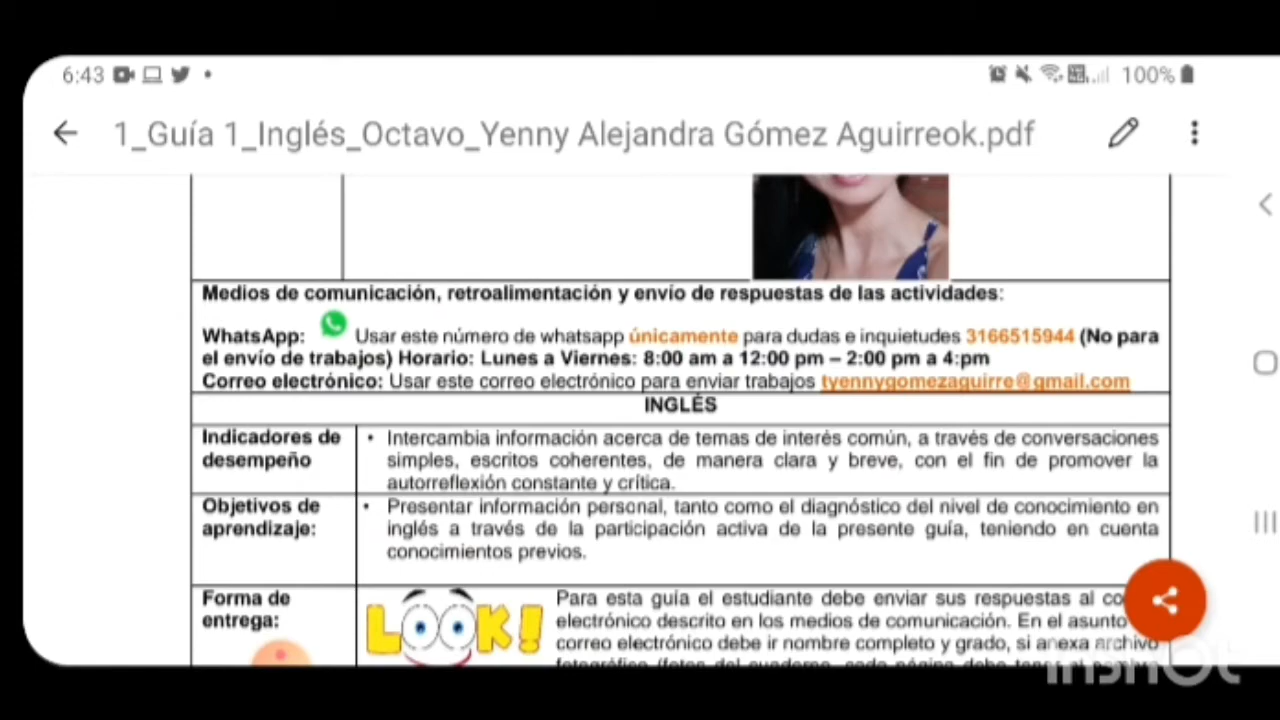 6:43
100%
1_Guía 1_Inglés_Octavo_Yenny Alejandra Gómez Aguirreok.pdf
Medios de comunicación, retroalimentación y envío de respuestas de las actividades:
WhatsApp: Usar este número de whatsapp únicamente para dudas e inquietudes 3166515944 (No para
el envío de trabajos) Horario: Lunes a Viernes: 8:00 am a 12:00 pm – 2:00 pm a 4:pm
Correo electrónico: Usar este correo electrónico para enviar trabajos tyennygomezaguirre@gmail.com
INGLÉS
Indicadores de
desempeño
• Intercambia información acerca de temas de interés común, a través de conversaciones
simples, escritos coherentes, de manera clara y breve, con el fin de promover la
autorreflexión constante y crítica.
Objetivos de
aprendizaje:
• Presentar información personal, tanto como el diagnóstico del nivel de conocimiento en
inglés a través de la participación activa de la presente guía, teniendo en cuenta
conocimientos previos.
Forma de
entrega:
LOOK!
Para esta guía el estudiante debe enviar sus respuestas al co
electrónico descrito en los medios de comunicación. En el asunto
correo electrónico debe ir nombre completo y grado, si anexa archivo
InShOt